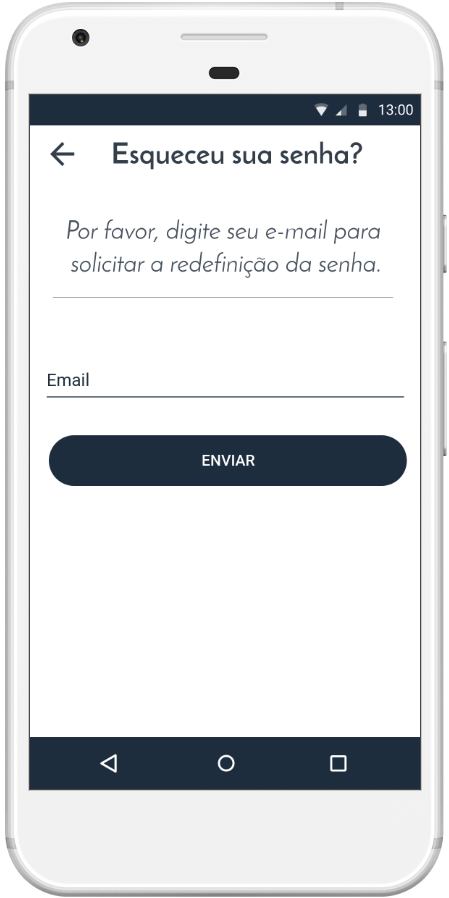 13:00
Esqueceu sua senha?
Por favor, digite seu e-mail para
solicitar a redefinição da senha.
Email
ENVIAR